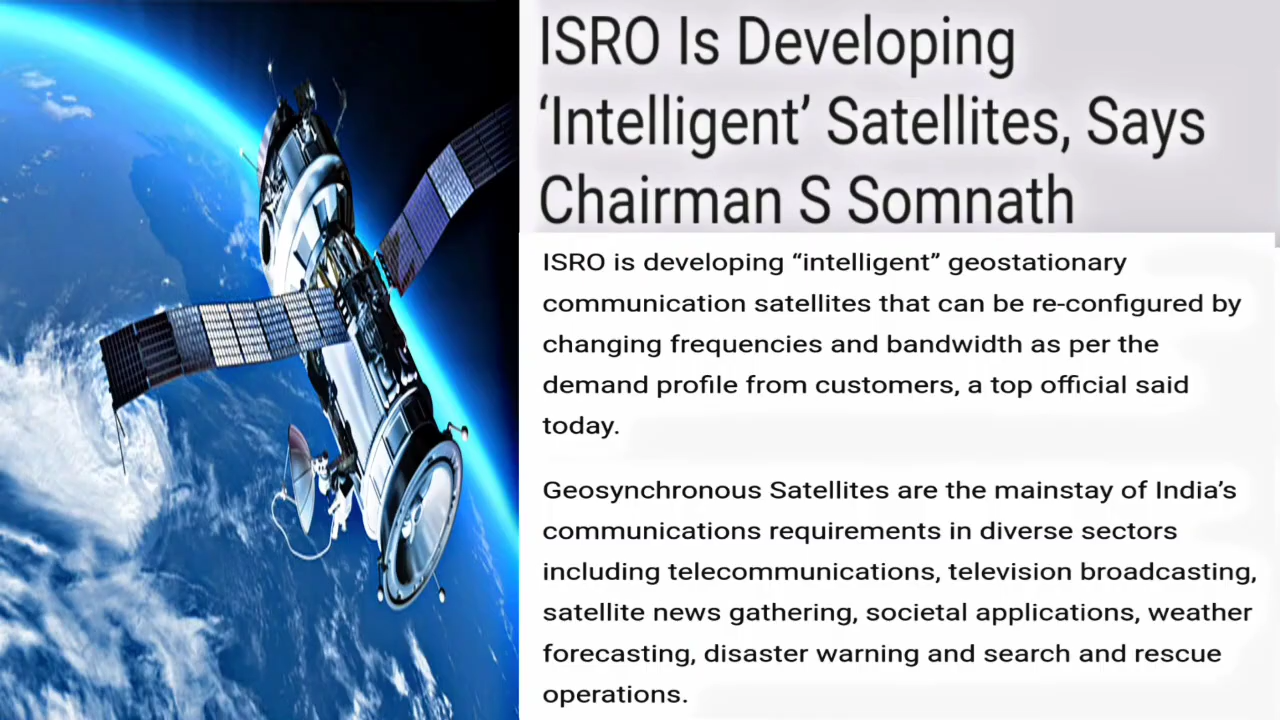 ISRO Is Developing
‘Intelligent’ Satellites, Says
Chairman S Somnath
ISRO is developing “intelligent” geostationary
communication satellites that can be re-configured by
changing frequencies and bandwidth as per the
demand profile from customers, a top official said
today.
Geosynchronous Satellites are the mainstay of India’s
communications requirements in diverse sectors
including telecommunications, television broadcasting,
satellite news gathering, societal applications, weather
forecasting, disaster warning and search and rescue
operations.